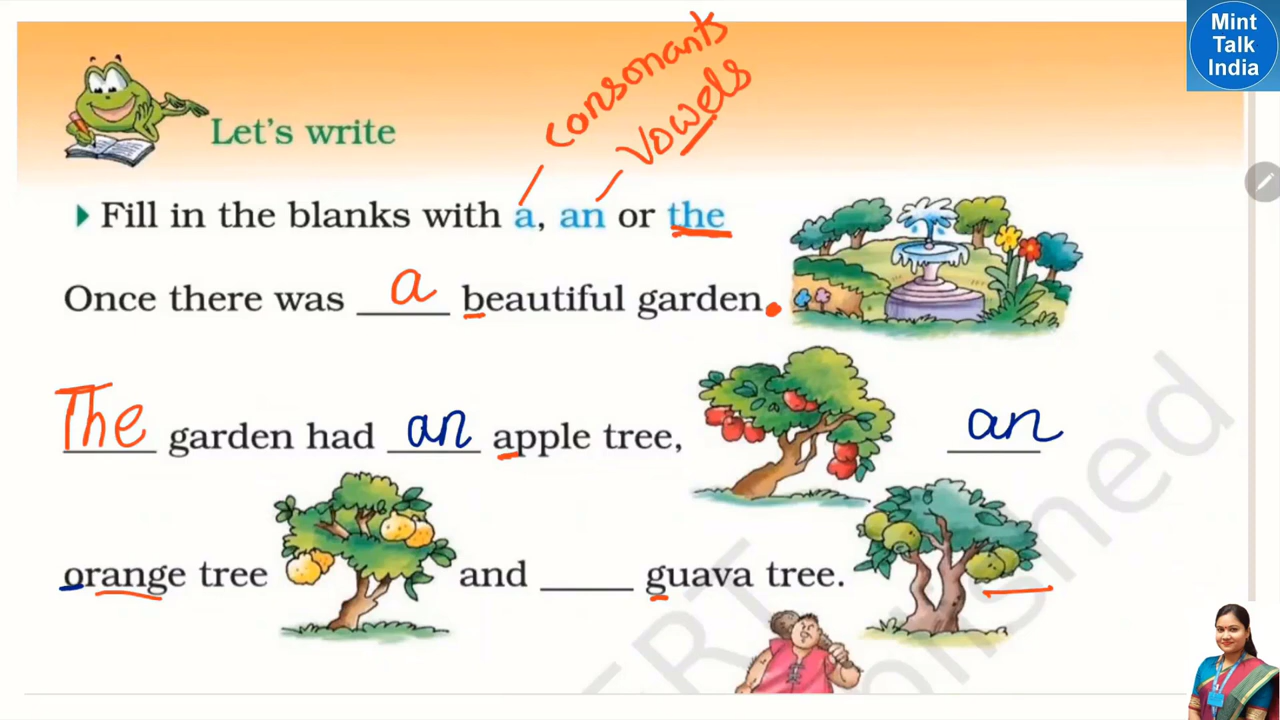 Mint
Talk
India
consonants
vowels
Let's write
Fill in the blanks with a, an or the
Once there was a beautiful garden.
The garden had an apple tree, an
orange tree and ____ guava tree.